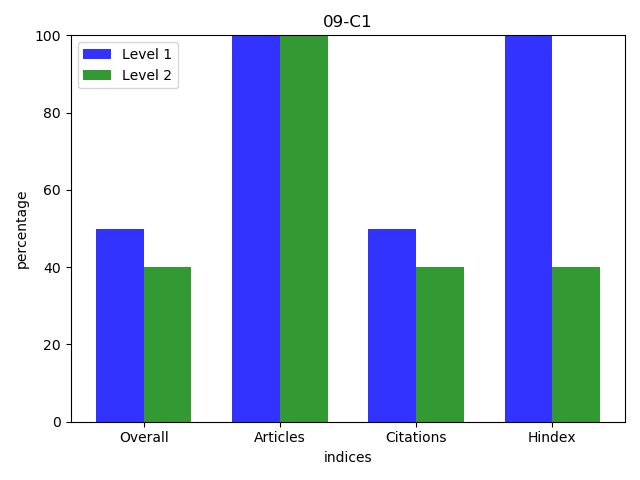 09-C1
Level 1
Level 2
percentage
100
80
60
40
20
0
Overall
Articles
Citations
Hindex
indices